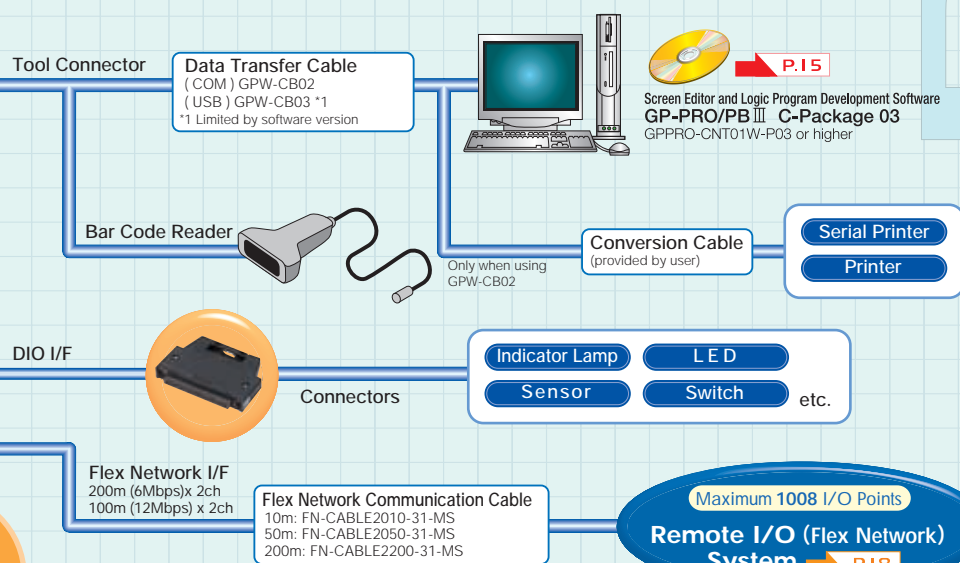 Tool Connector
Data Transfer Cable
( COM ) GPW-CB02
( USB ) GPW-CB03 *1
*1 Limited by software version
P.15
Screen Editor and Logic Program Development Software
GP-PRO/PBⅢ C-Package 03
GPPRO-CNT01W-P03 or higher
Bar Code Reader
Only when using
GPW-CB02
Conversion Cable
(provided by user)
Serial Printer
Printer
DIO I/F
Connectors
Indicator Lamp
LED
Sensor
Switch
etc.
Flex Network I/F
200m (6Mbps)x 2ch
100m (12Mbps) x 2ch
Flex Network Communication Cable
10m: FN-CABLE2010-31-MS
50m: FN-CABLE2050-31-MS
200m: FN-CABLE2200-31-MS
Maximum 1008 I/O Points
Remote I/O (Flex Network)
System P.18